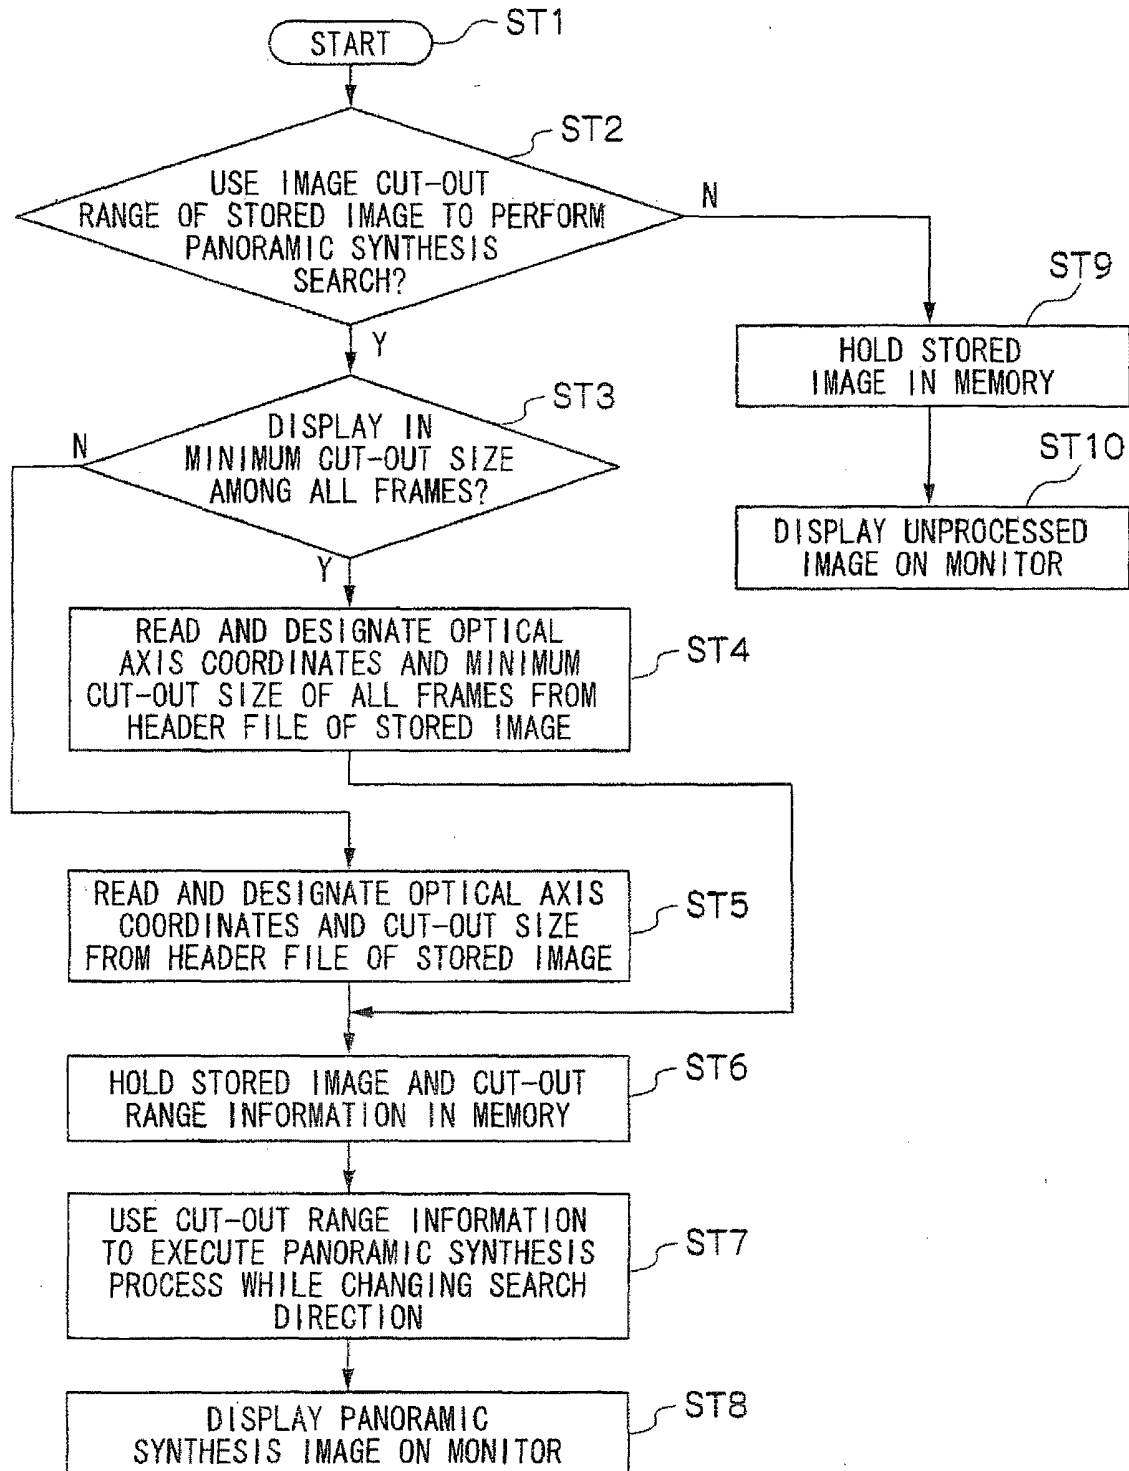 START
ST1
ST2
USE IMAGE CUT-OUT
RANGE OF STORED IMAGE TO PERFORM
PANORAMIC SYNTHESIS
SEARCH?
N
Y
ST9
HOLD STORED
IMAGE IN MEMORY
ST3
DISPLAY IN
MINIMUM CUT-OUT SIZE
AMONG ALL FRAMES?
N
Y
ST10
DISPLAY UNPROCESSED
IMAGE ON MONITOR
READ AND DESIGNATE OPTICAL
AXIS COORDINATES AND MINIMUM
CUT-OUT SIZE OF ALL FRAMES FROM
HEADER FILE OF STORED IMAGE
ST4
READ AND DESIGNATE OPTICAL AXIS
COORDINATES AND CUT-OUT SIZE
FROM HEADER FILE OF STORED IMAGE
ST5
HOLD STORED IMAGE AND CUT-OUT
RANGE INFORMATION IN MEMORY
ST6
USE CUT-OUT RANGE INFORMATION
TO EXECUTE PANORAMIC SYNTHESIS
PROCESS WHILE CHANGING SEARCH
DIRECTION
ST7
DISPLAY PANORAMIC
SYNTHESIS IMAGE ON MONITOR
ST8